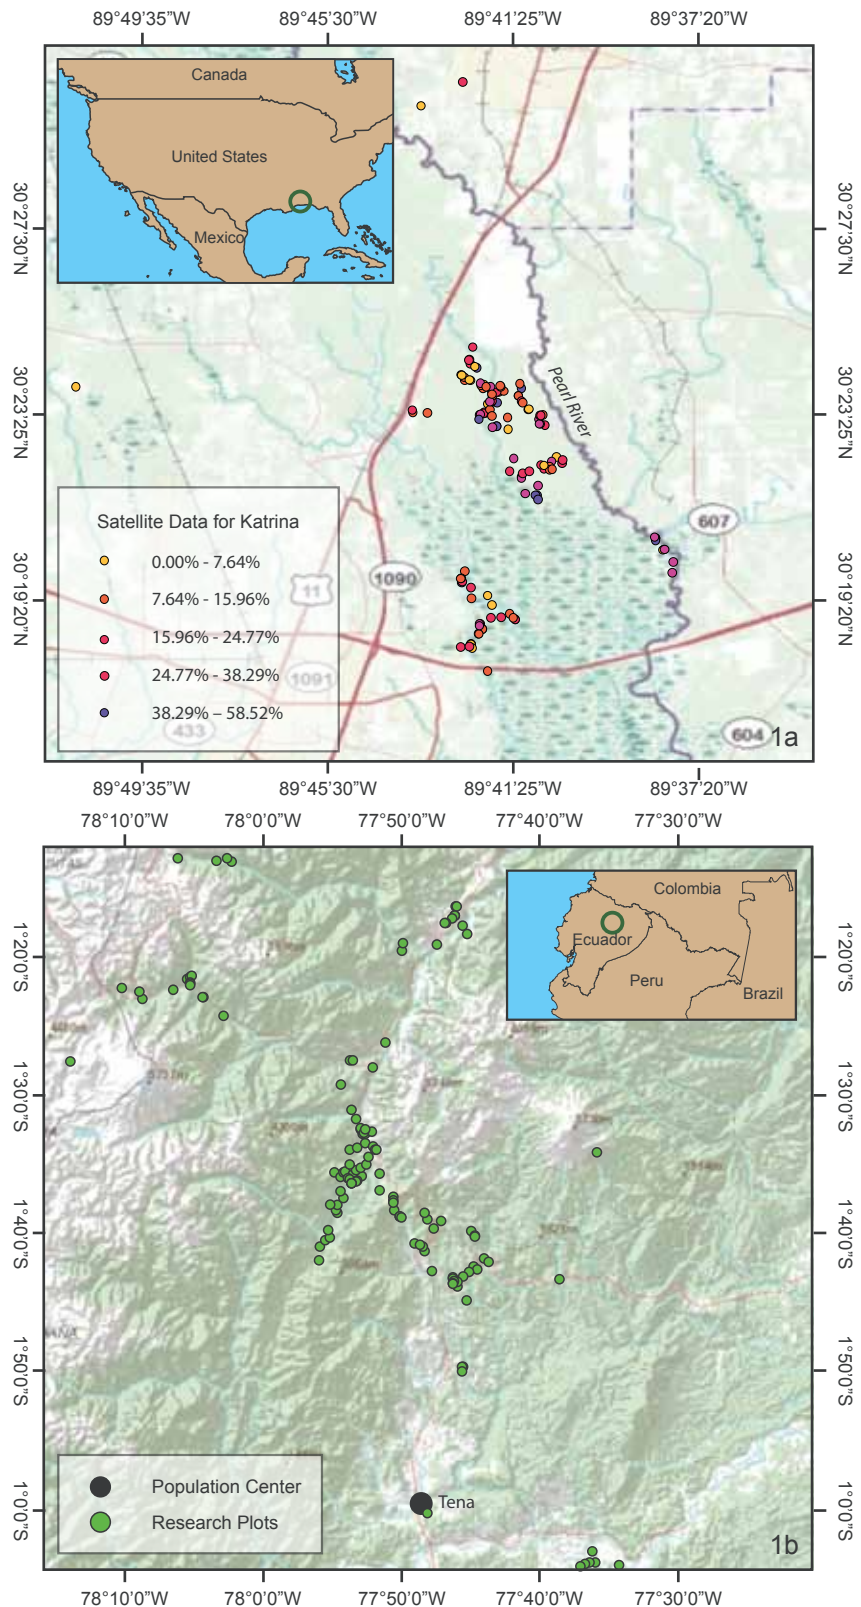 89°49’35”W 89°45’30”W 89°41’25”W 89°37’20”W
Canada
United States
Mexico
30°27’30”N 30°27’30”N
Pearl River
30°23’25”N 30°23’25”N
Satellite Data for Katrina
0.00% - 7.64%
7.64% - 15.96%
15.96% - 24.77%
24.77% - 38.29%
38.29% – 58.52%
607
1090
11
30°19’20”N 30°19’20”N
1091
433
604
1a
89°49’35”W 89°45’30”W 89°41’25”W 89°37’20”W
78°10’0”W 78°0’0”W 77°50’0”W 77°40’0”W 77°30’0”W
Colombia
Ecuador
Peru
Brazil
1°20’0”S 1°20’0”S
1°30’0”S 1°30’0”S
1°40’0”S 1°40’0”S
1°50’0”S 1°50’0”S
Population Center
Research Plots
Tena
1°0’0”S 1°0’0”S
1b
78°10’0”W 78°0’0”W 77°50’0”W 77°40’0”W 77°30’0”W